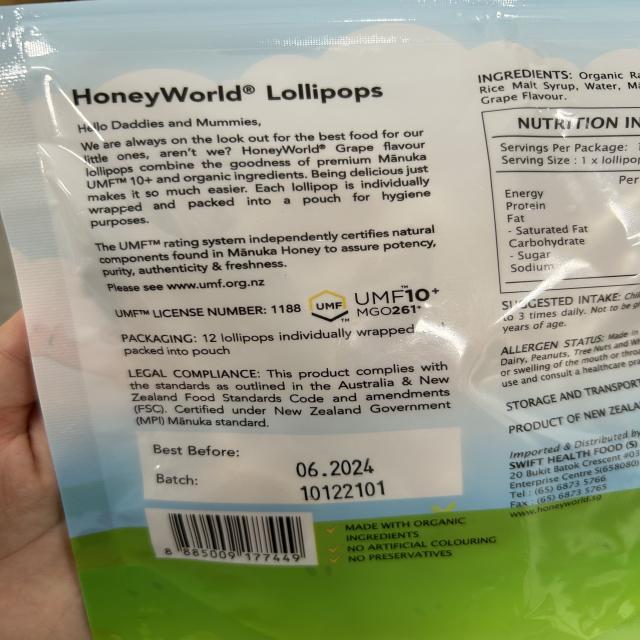 HoneyWorld® Lollipops
Hello Daddies and Mummies,
We are always on the look out for the best food for our
little ones, aren't we? HoneyWorld® Grape flavour
lollipops combine the goodness of premium Mānuka
UMF™ 10+ and organic ingredients. Being delicious just
makes it so much easier. Each lollipop is individually
wrapped and packed into a pouch for hygiene
purposes.
The UMF™ rating system independently certifies natural
components found in Mānuka Honey to assure potency,
purity, authenticity & freshness.
Please see www.umf.org.nz
UMF™ LICENSE NUMBER: 1188
UMF™
UMF™10+
MGO261+
PACKAGING: 12 lollipops individually wrapped
packed into pouch
LEGAL COMPLIANCE: This product complies with
the standards as outlined in the Australia & New
Zealand Food Standards Code and amendments
(FSC). Certified under New Zealand Government
(MPI) Mānuka standard.
Best Before:
06.2024
Batch:
10122101
8 885009 177449
MADE WITH ORGANIC
INGREDIENTS
NO ARTIFICIAL COLOURING
NO PRESERVATIVES
INGREDIENTS: Organic
Rice Malt Syrup, Water,
Grape Flavour.
NUTRITION
Servings Per Package:
Serving Size : 1 x
Per
Energy
Protein
Fat
- Saturated Fat
Carbohydrate
- Sugar
Sodium
SUGGESTED INTAKE:
to 3 times daily. Not to be
years of age.
ALLERGEN STATUS: Made in
Dairy, Peanuts, Tree Nuts and
or swelling of the mouth or
use and consult a healthcare
STORAGE AND
PRODUCT OF NEW
Imported & Distributed by
SWIFT HEALTH FOOD (S)
20 Bukit Batok Crescent
Enterprise Centre S(658080)
Tel : (65) 6873 5766
Fax : (65) 6873 5765
www.honeyworld.sg